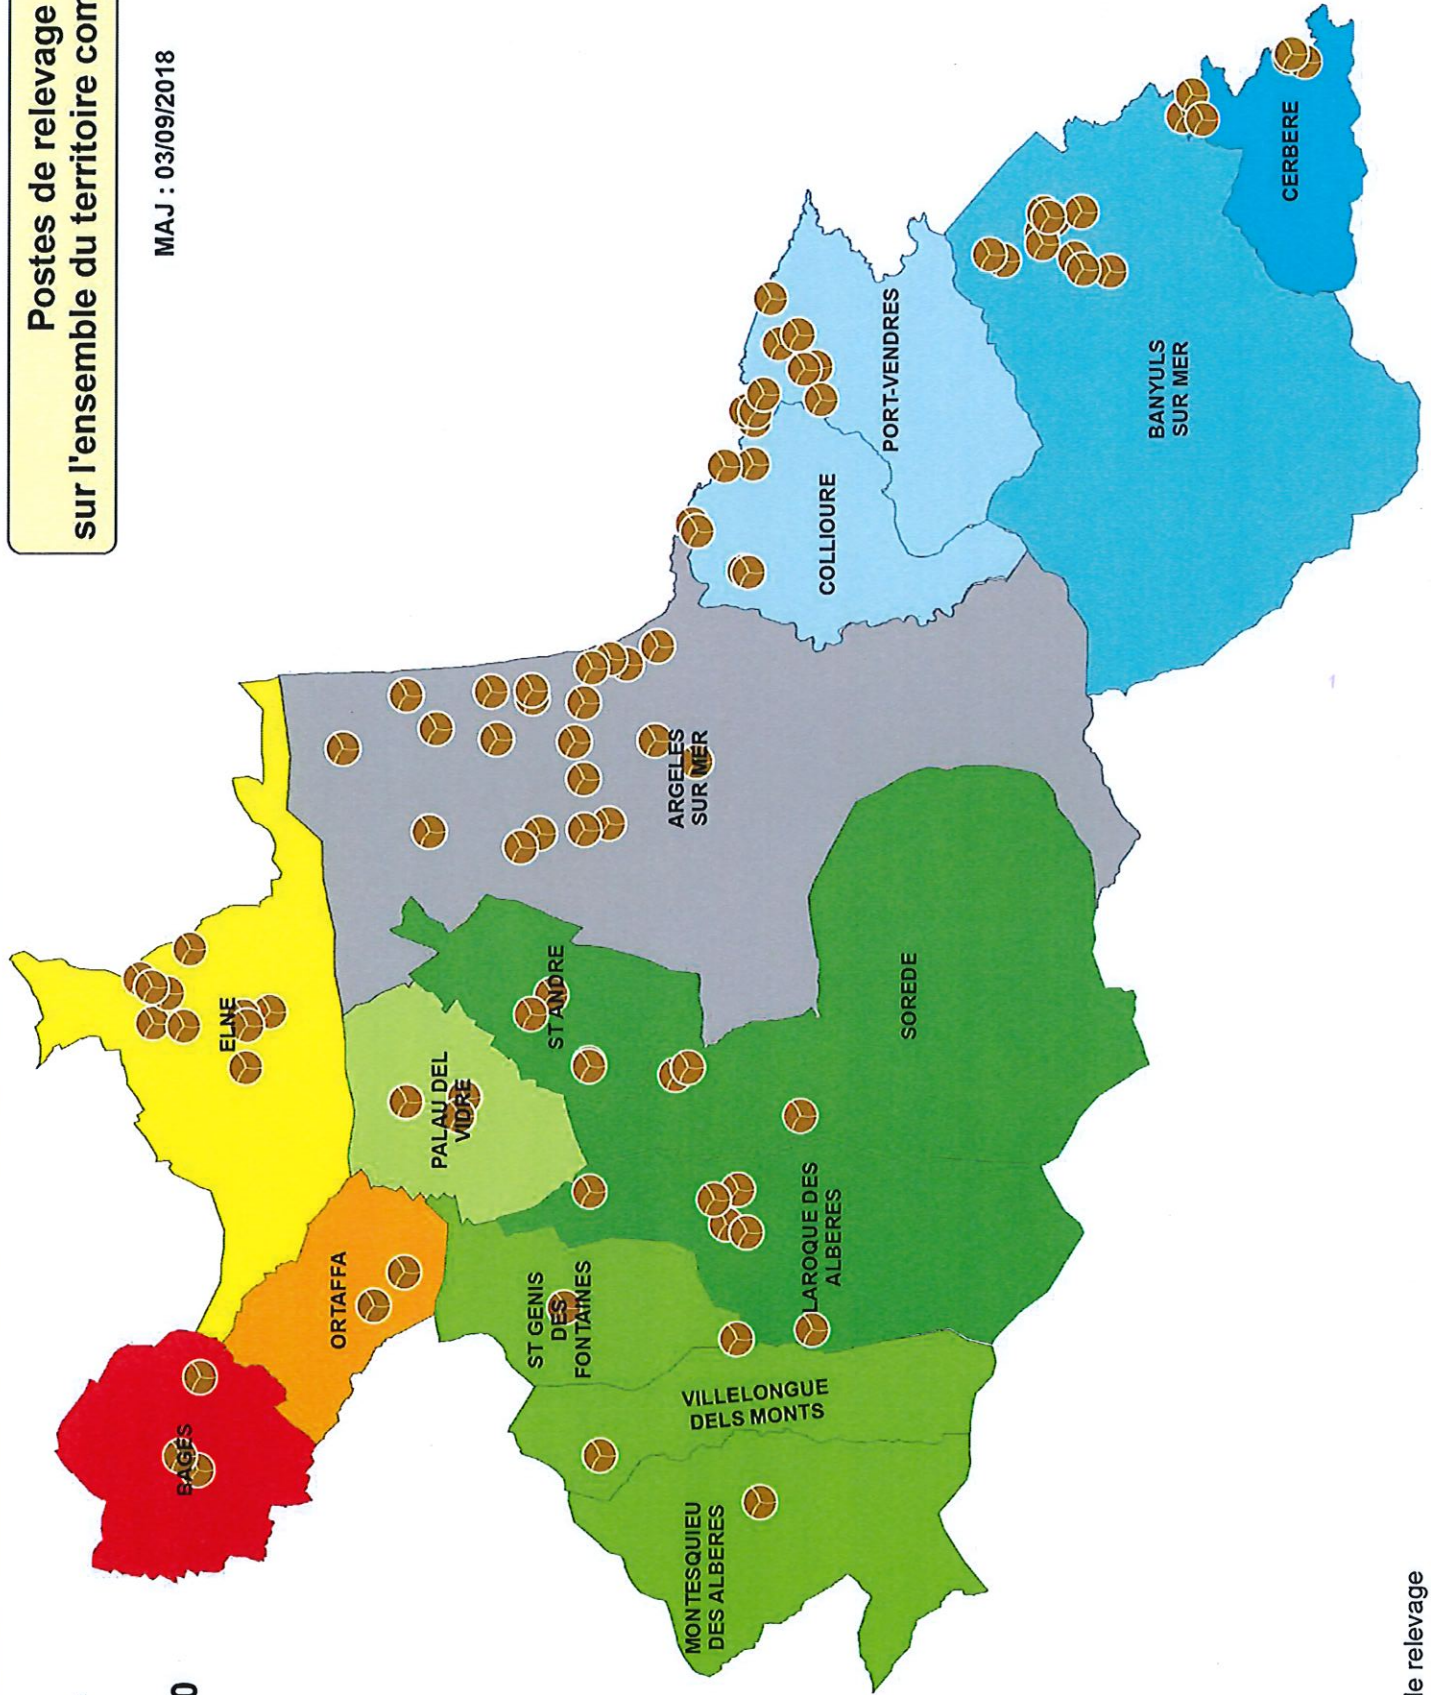 Postes de relevage
sur l'ensemble du territoire com
MAJ : 03/09/2018
0
BAGES
ELNE
ORTAFFA
PALAU DEL
VIDRE
ST ANDRE
ST GENIS
DES
FONTAINES
ARGELES
SUR MER
MONTESQUIEU
DES ALBERES
VILLELONGUE
DELS MONTS
LAROQUE DES
ALBERES
SOREDE
COLLIOURE
PORT-VENDRES
BANYULS
SUR MER
CERBERE
de relevage